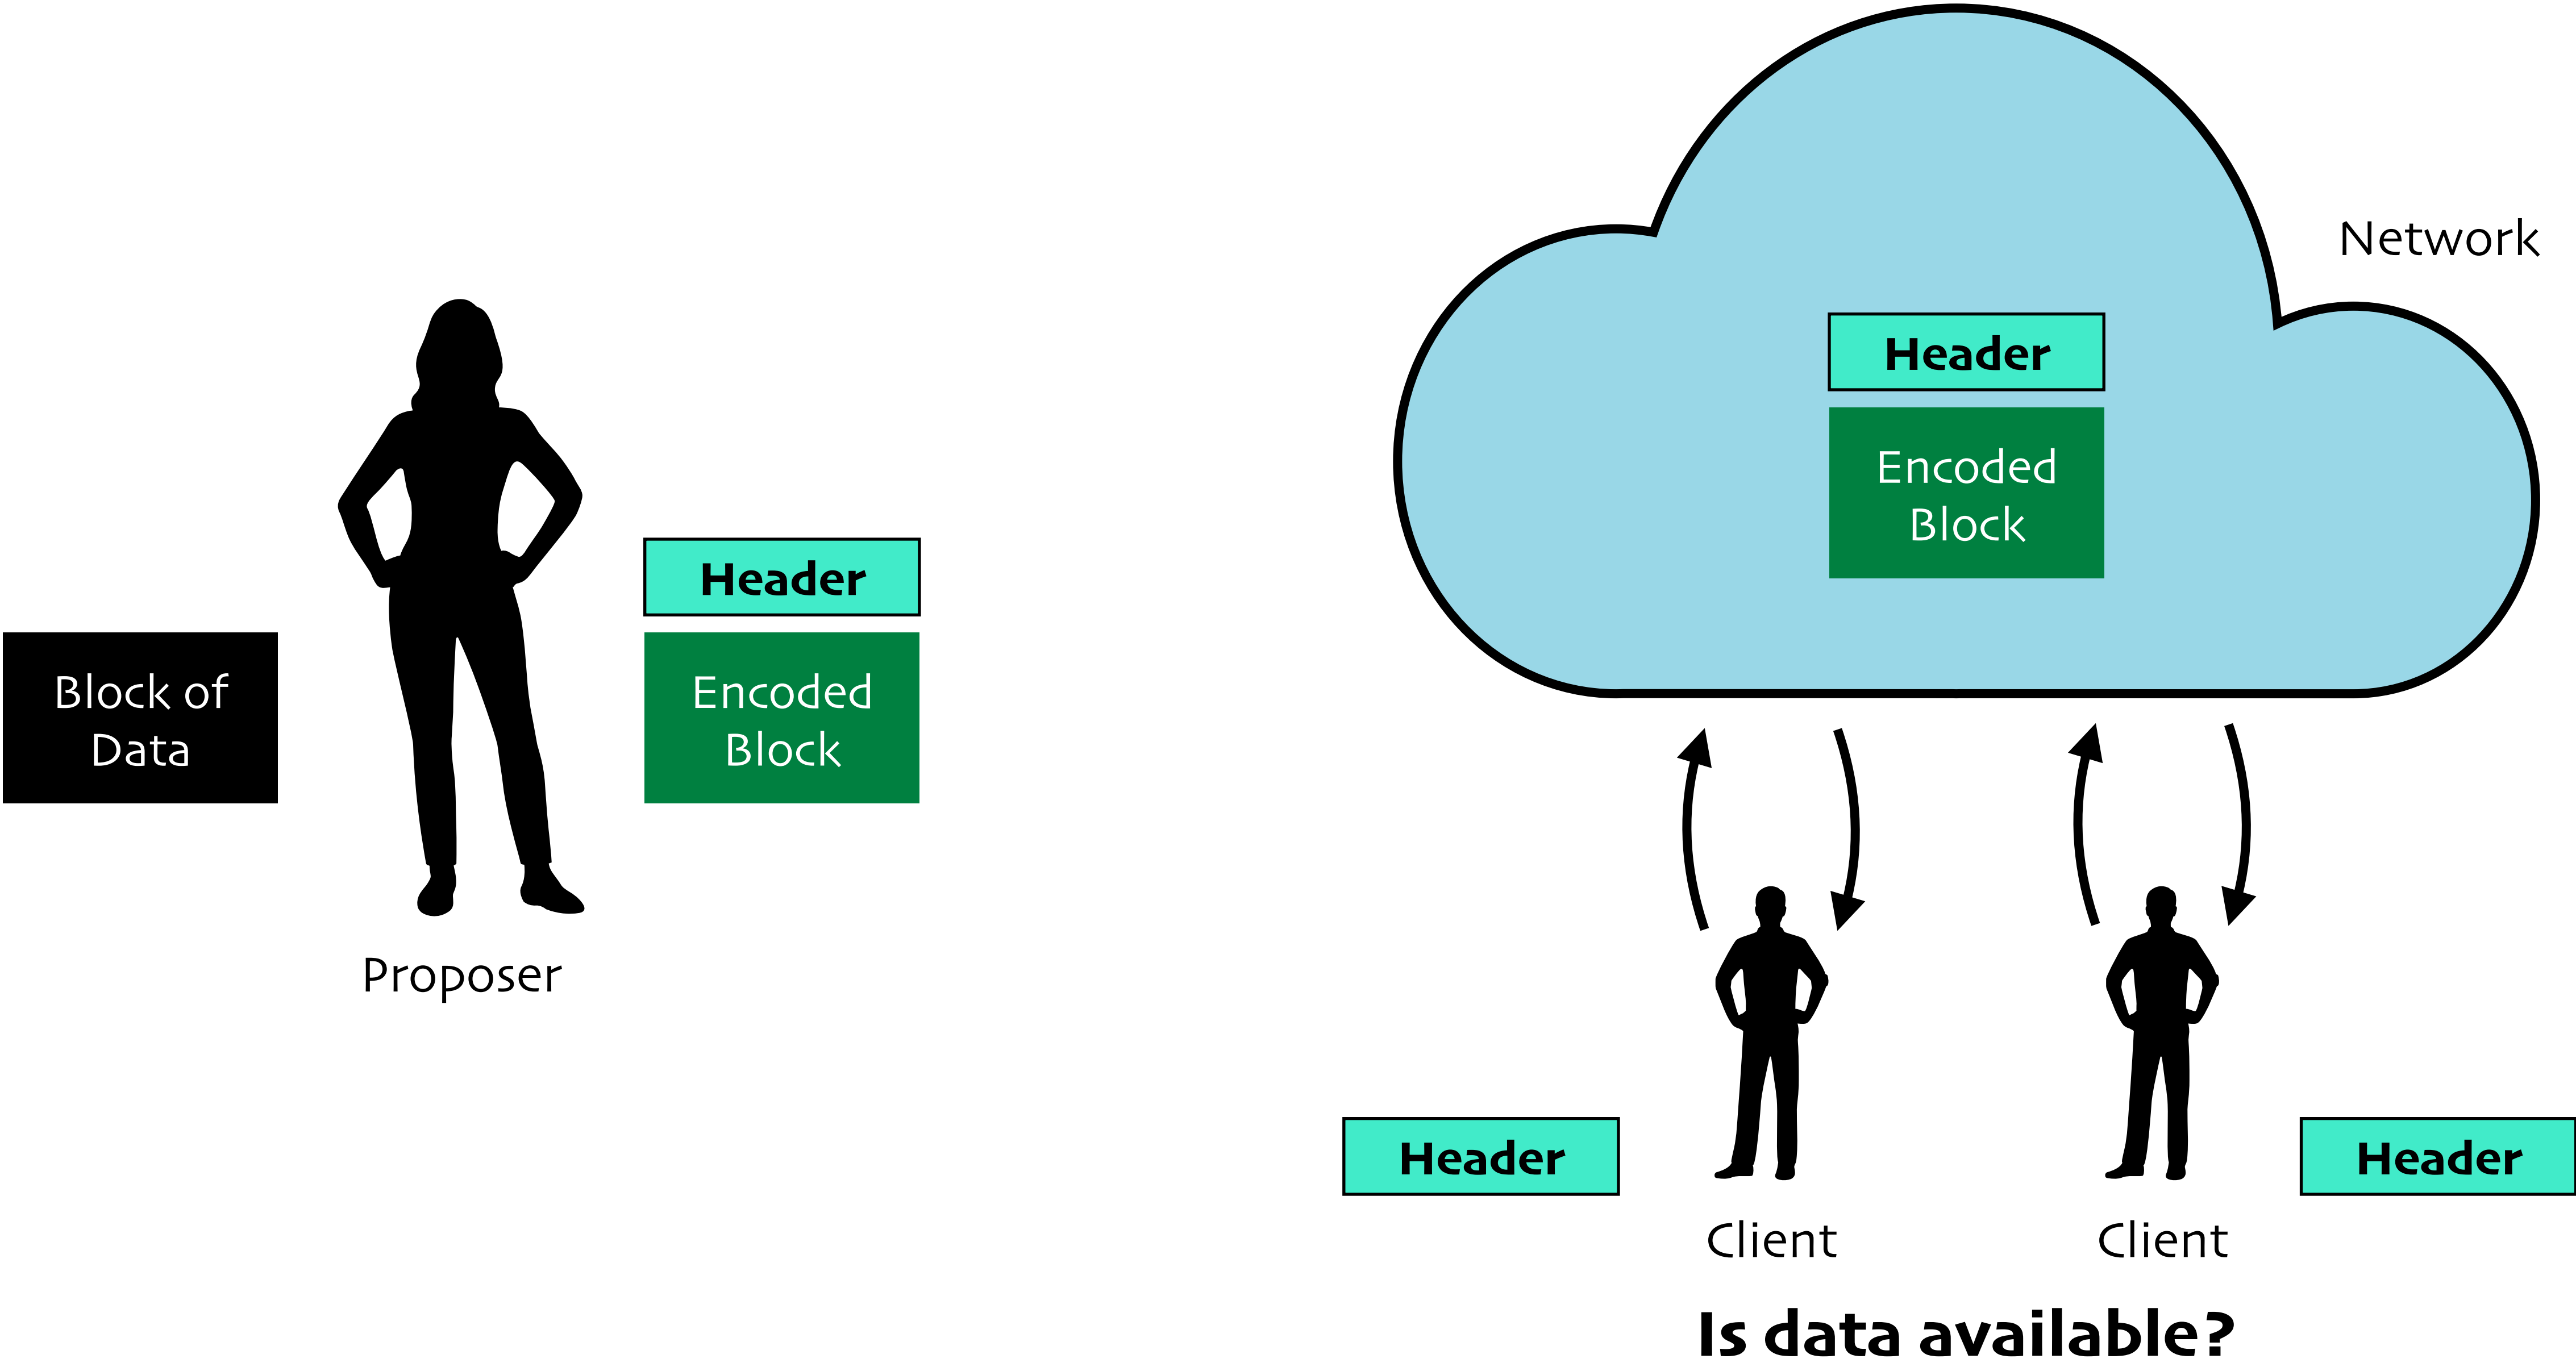 Block of
Data
Proposer
Header
Encoded
Block
Network
Header
Encoded
Block
Header
Client
Client
Header
Is data available?